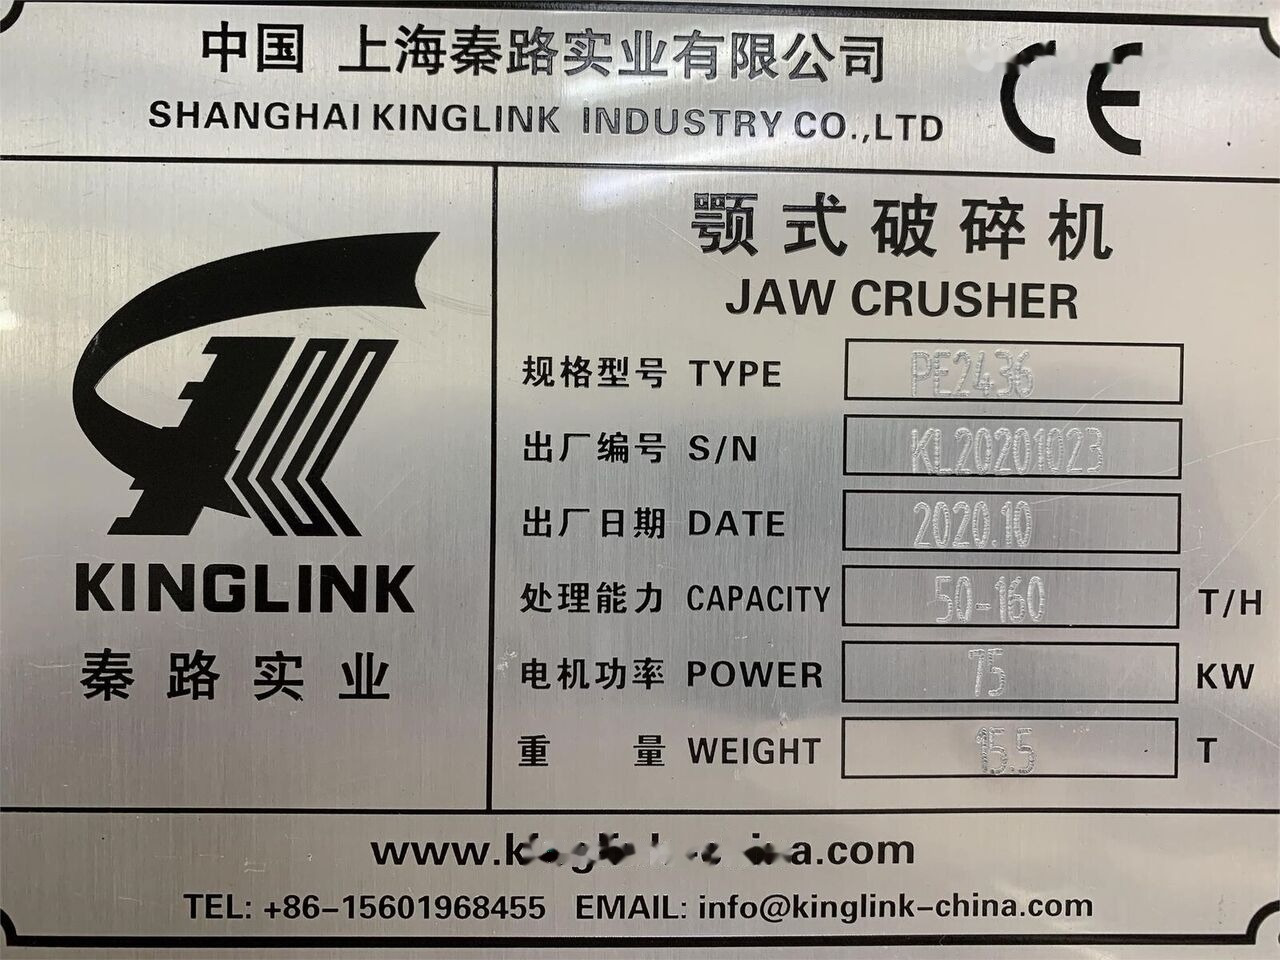 中国 上海秦路实业有限公司
SHANGHAI KINGLINK INDUSTRY CO.,LTD
CE
颚式破碎机
JAW CRUSHER
规格型号 TYPE PE2436
出厂编号 S/N KL20201023
出厂日期 DATE 2020.10
处理能力 CAPACITY 50-160 T/H
电机功率 POWER 75 KW
重 量 WEIGHT 15.5 T
KINGLINK
秦路实业
TEL: +86-15601968455 EMAIL: info@kinglink-china.com